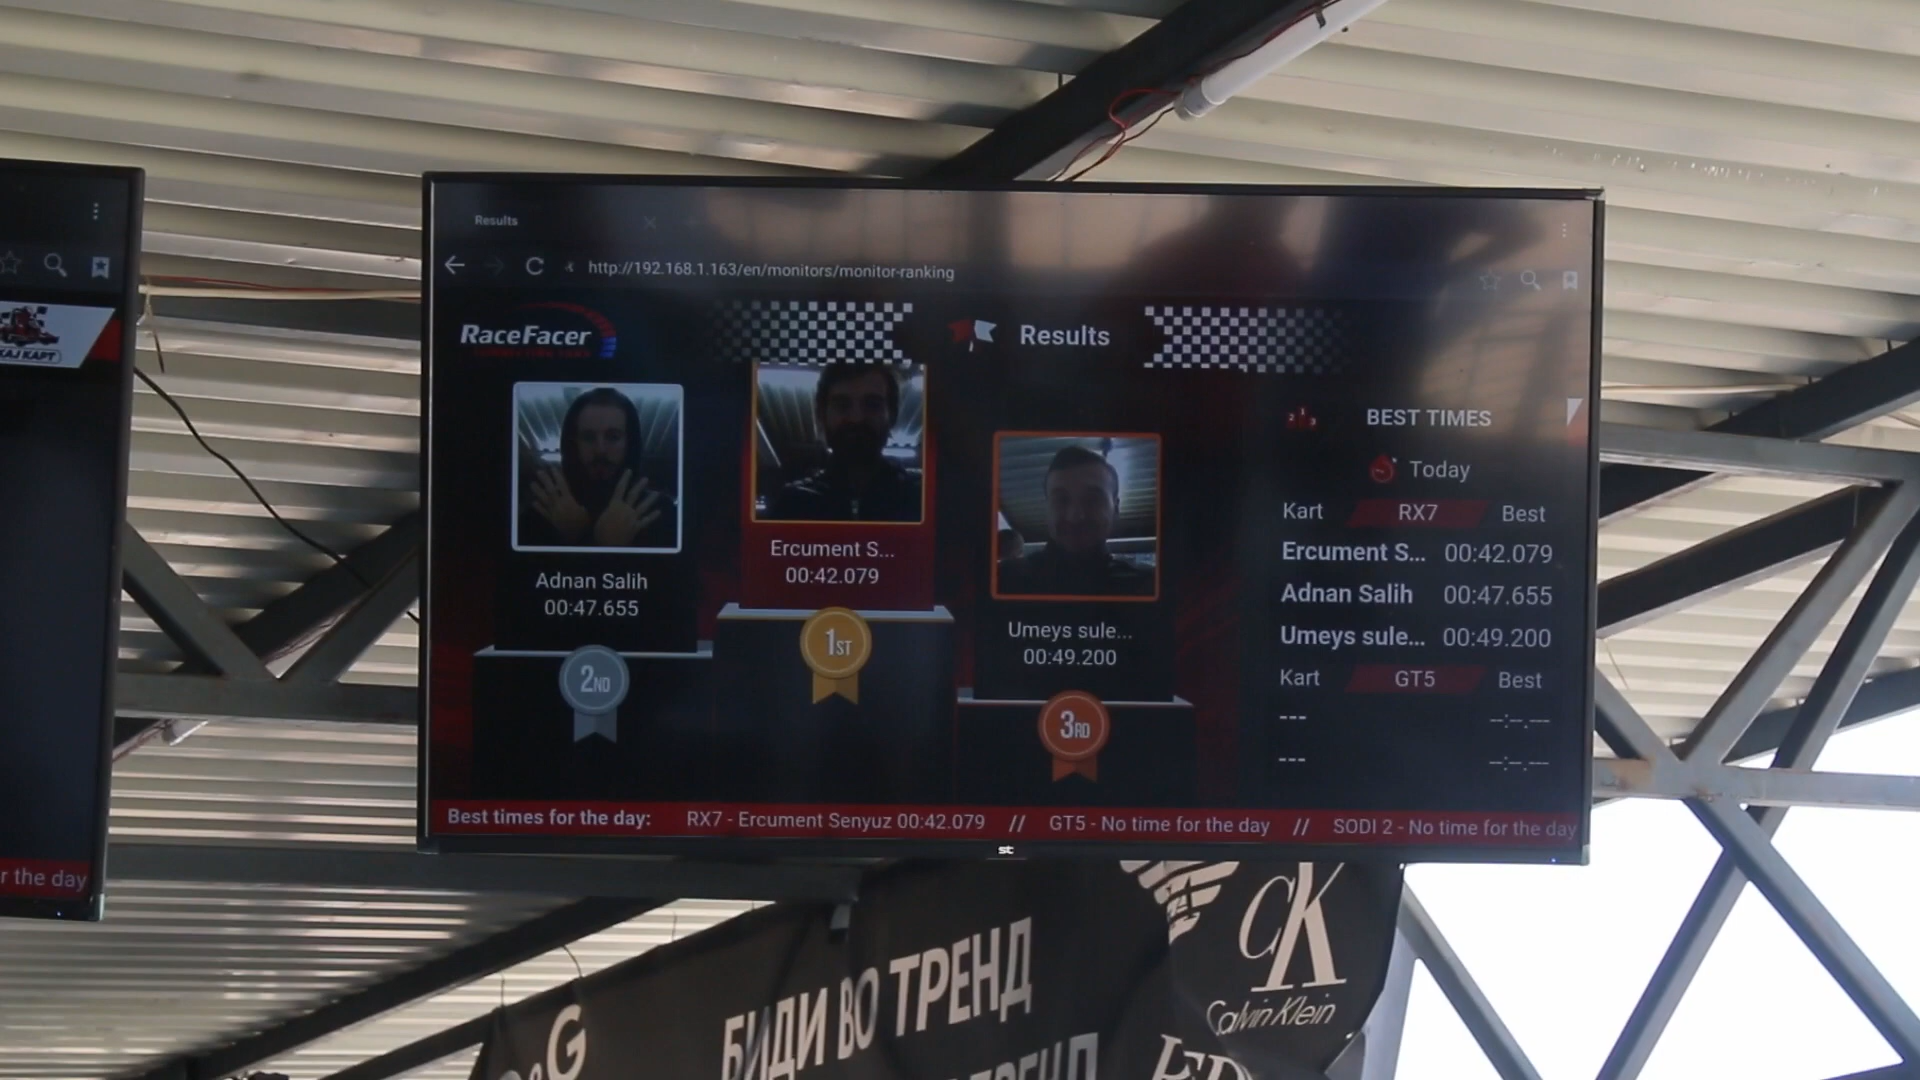 Results
http://192.168.1.163/en/monitors/monitor-ranking
RaceFacer
Results
Adnan Salih
00:47.655
2ND
Ercument S...
00:42.079
1ST
Umeys sule...
00:49.200
3RD
BEST TIMES
Today
Kart RX7 Best
Ercument S... 00:42.079
Adnan Salih 00:47.655
Umeys sule... 00:49.200
Kart GT5 Best
--- --:--.---
--- --:--.---
Best times for the day: RX7 - Ercument Senyuz 00:42.079 // GT5 - No time for the day // SODI 2 - No time for the day
st
КАРТ
r the day
БИДИ ВО ТРЕНД
ТРЕНД
&G
CK
Calvin Klein